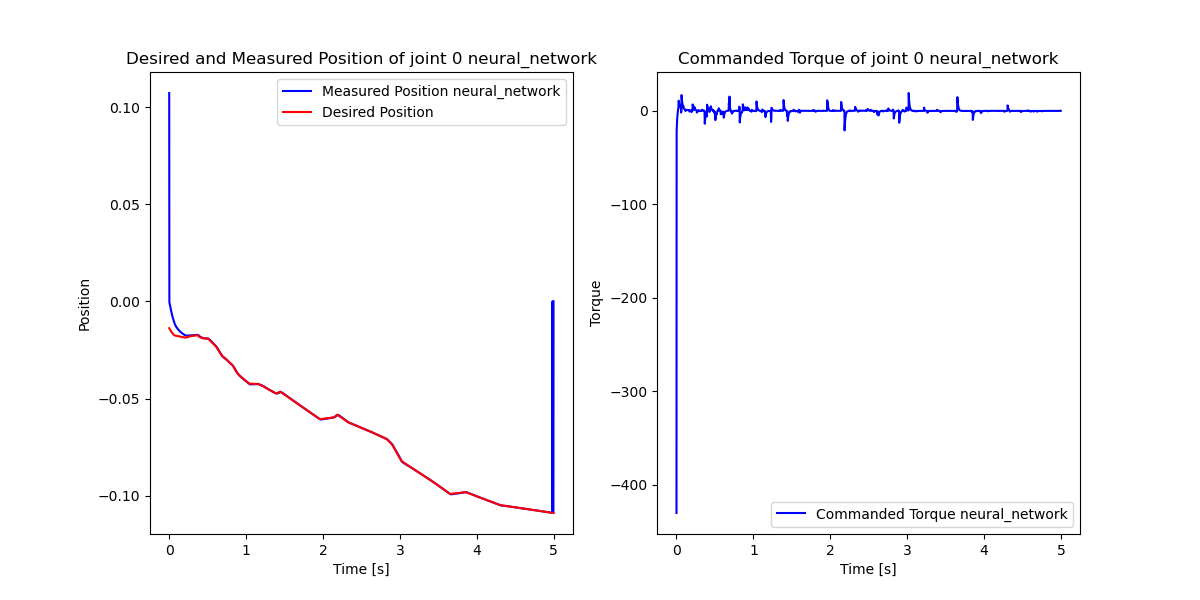 Desired and Measured Position of joint 0 neural_network
Measured Position neural_network
Desired Position
Position
0.10
0.05
0.00
−0.05
−0.10
0 1 2 3 4 5
Time [s]
Commanded Torque of joint 0 neural_network
Torque
0
−100
−200
−300
−400
Commanded Torque neural_network
0 1 2 3 4 5
Time [s]